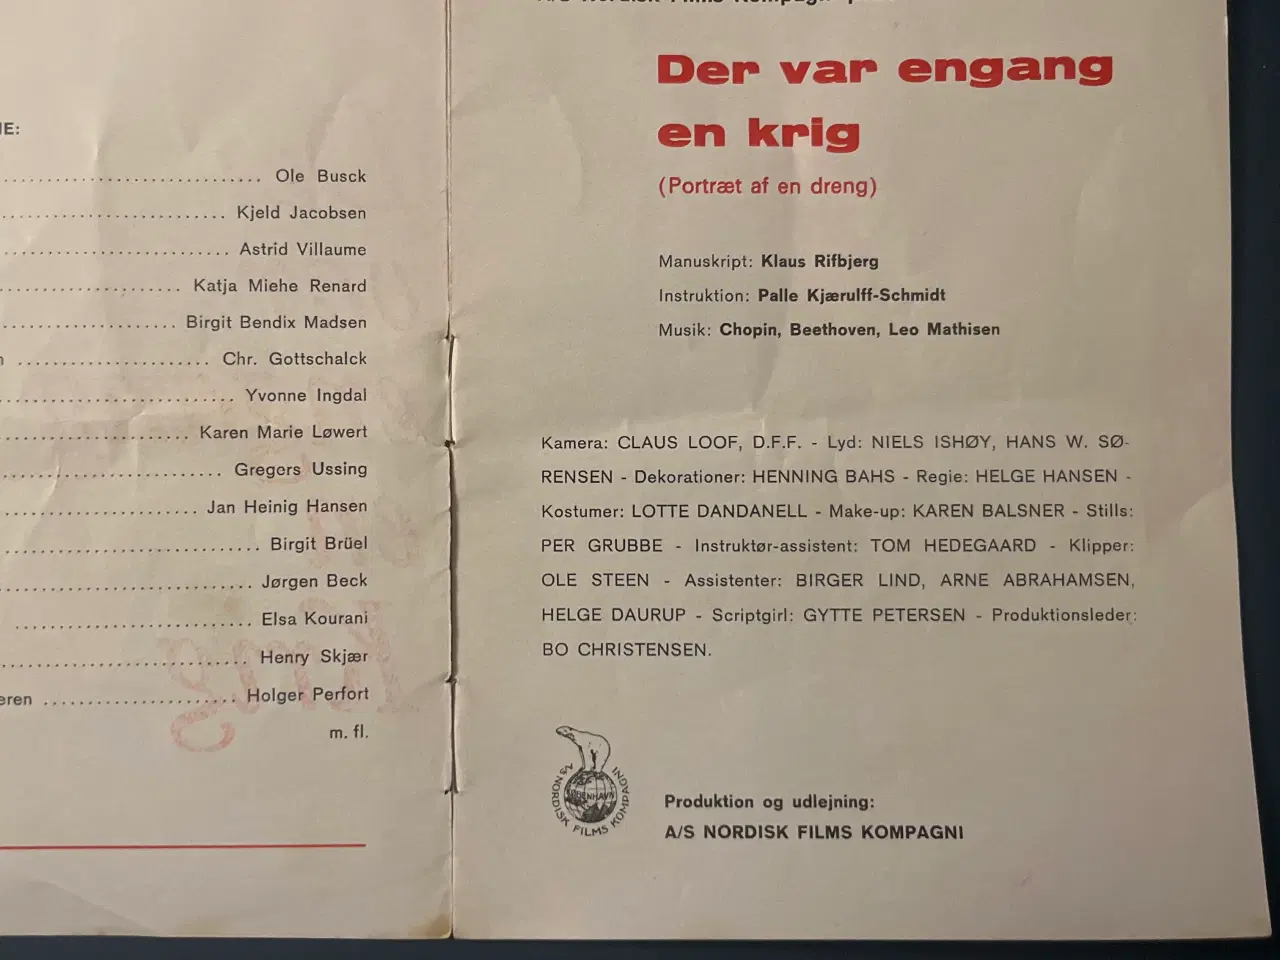 Ole Busck
Kjeld Jacobsen
Astrid Villaume
Katja Miehe Renard
Birgit Bendix Madsen
Chr. Gottschalck
Yvonne Ingdal
Karen Marie Løwert
Gregers Ussing
Jan Heinig Hansen
Birgit Brüel
Jørgen Beck
Elsa Kourani
Henry Skjær
Holger Perfort
m. fl.
Der var engang
en krig
(Portræt af en dreng)
Manuskript: Klaus Rifbjerg
Instruktion: Palle Kjærulff-Schmidt
Musik: Chopin, Beethoven, Leo Mathisen
Kamera: CLAUS LOOF, D.F.F. - Lyd: NIELS ISHØY, HANS W. SØ-
RENSEN - Dekorationer: HENNING BAHS - Regie: HELGE HANSEN -
Kostumer: LOTTE DANDANELL - Make-up: KAREN BALSNER - Stills:
PER GRUBBE - Instruktør-assistent: TOM HEDEGAARD - Klipper:
OLE STEEN - Assistenter: BIRGER LIND, ARNE ABRAHAMSEN,
HELGE DAURUP - Scriptgirl: GYTTE PETERSEN - Produktionsleder:
BO CHRISTENSEN.
A/S NORDISK FILMS KOMPAGNI
KØBENHAVN
Produktion og udlejning:
A/S NORDISK FILMS KOMPAGNI